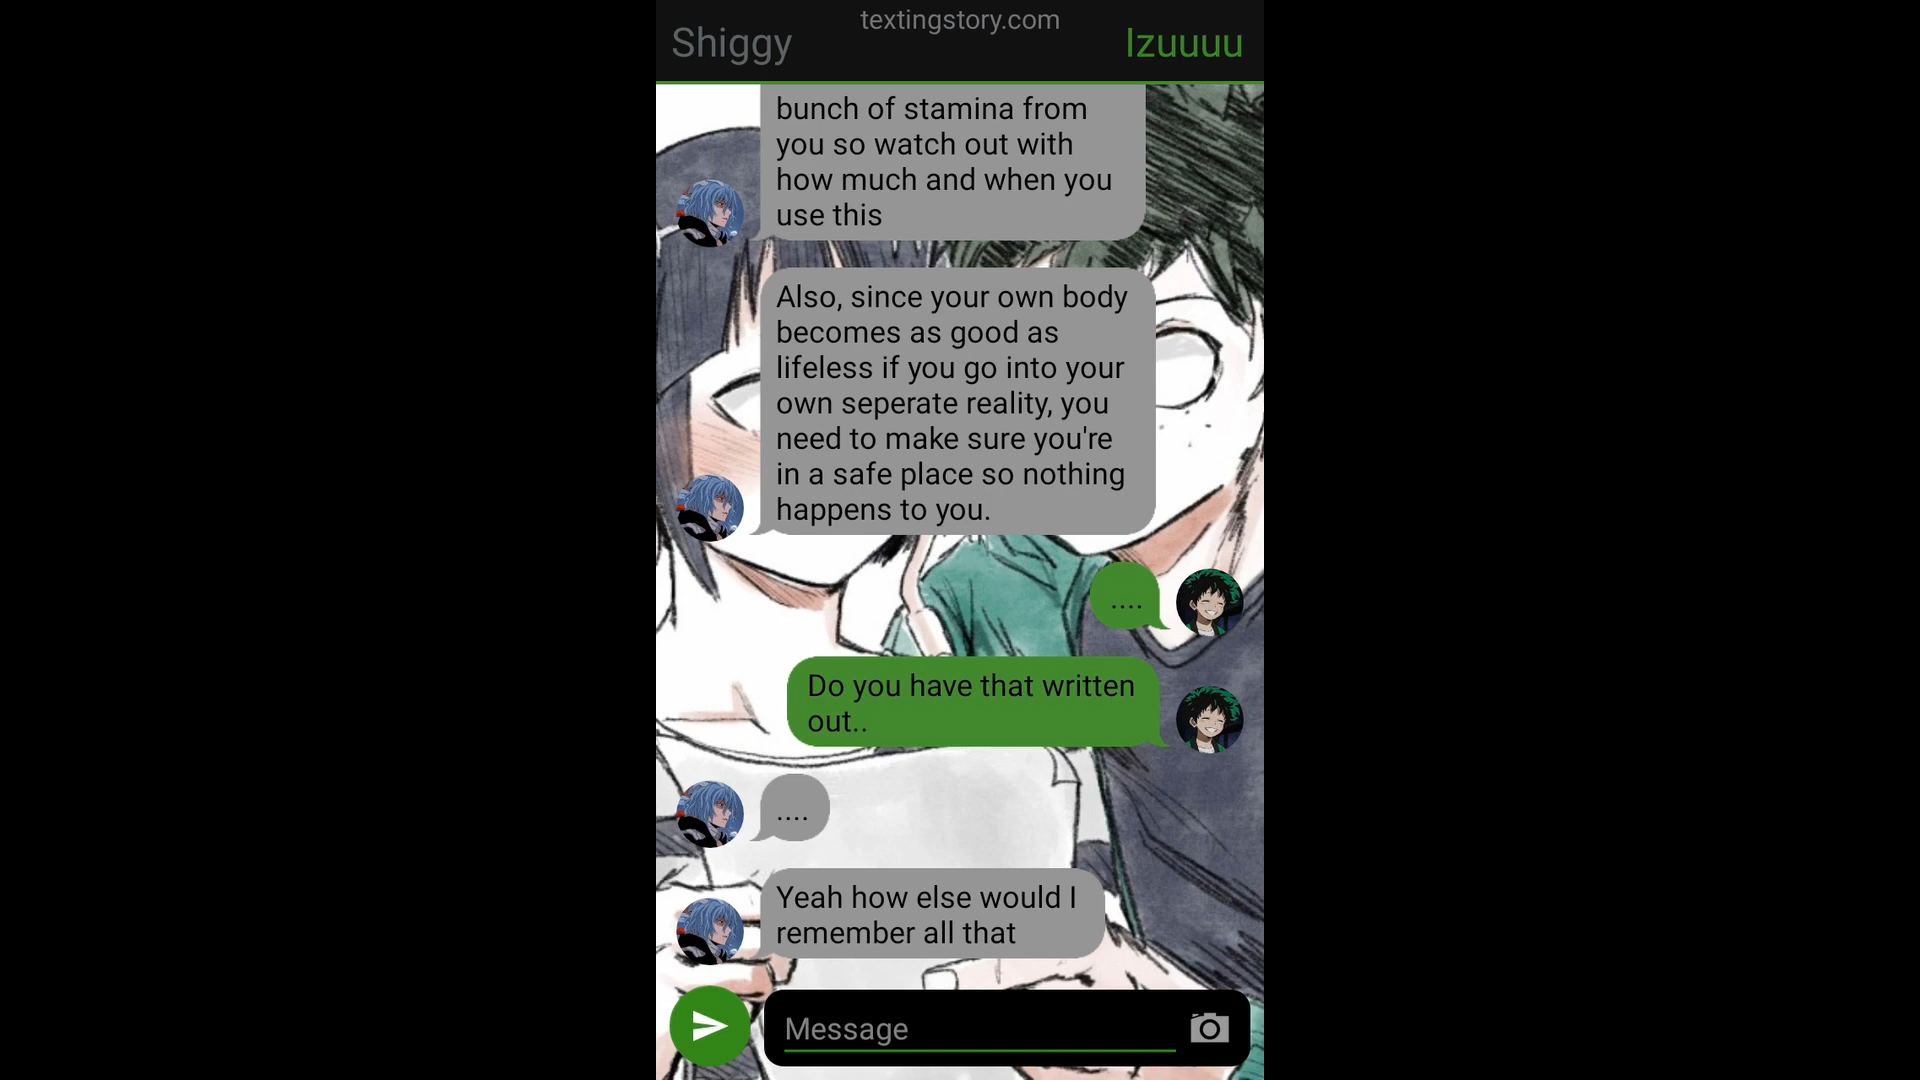 textingstory.com
Shiggy
Izuuuu
bunch of stamina from
you so watch out with
how much and when you
use this
Also, since your own body
becomes as good as
lifeless if you go into your
own seperate reality, you
need to make sure you're
in a safe place so nothing
happens to you.
....
Do you have that written
out..
....
Yeah how else would I
remember all that
Message